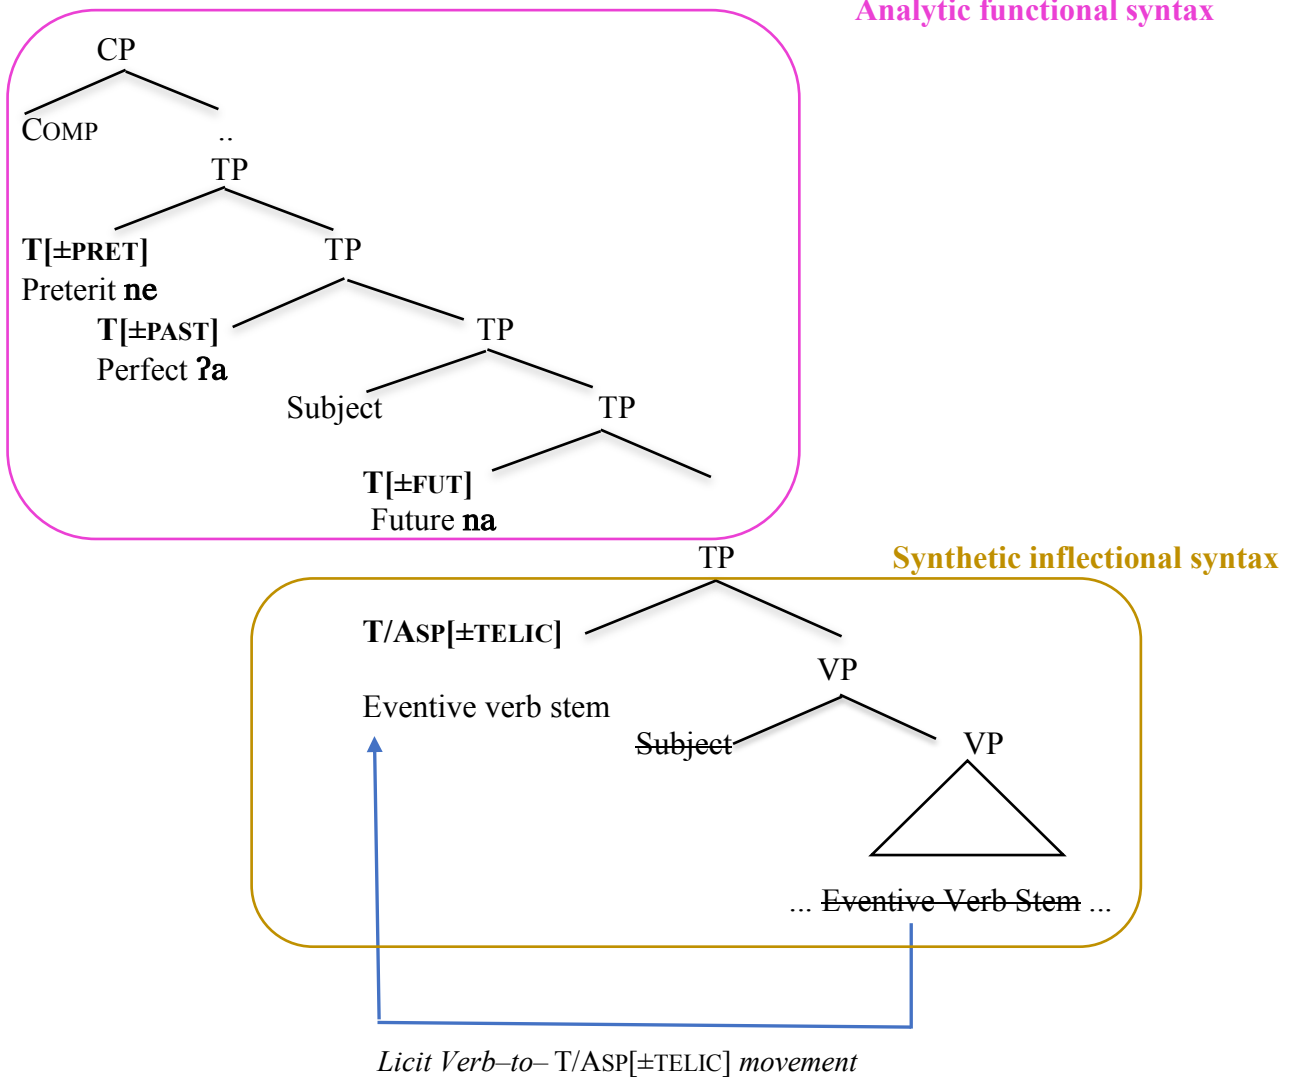 Analytic functional syntax
CP
COMP
..
TP
T[±PRET]
TP
Preterit ne
T[±PAST]
TP
Perfect ʔa
Subject
TP
T[±FUT]
Future na
TP
Synthetic inflectional syntax
T/ASP[±TELIC]
VP
Eventive verb stem
Subject
VP
... Eventive Verb Stem ...
Licit Verb–to– T/ASP[±TELIC] movement